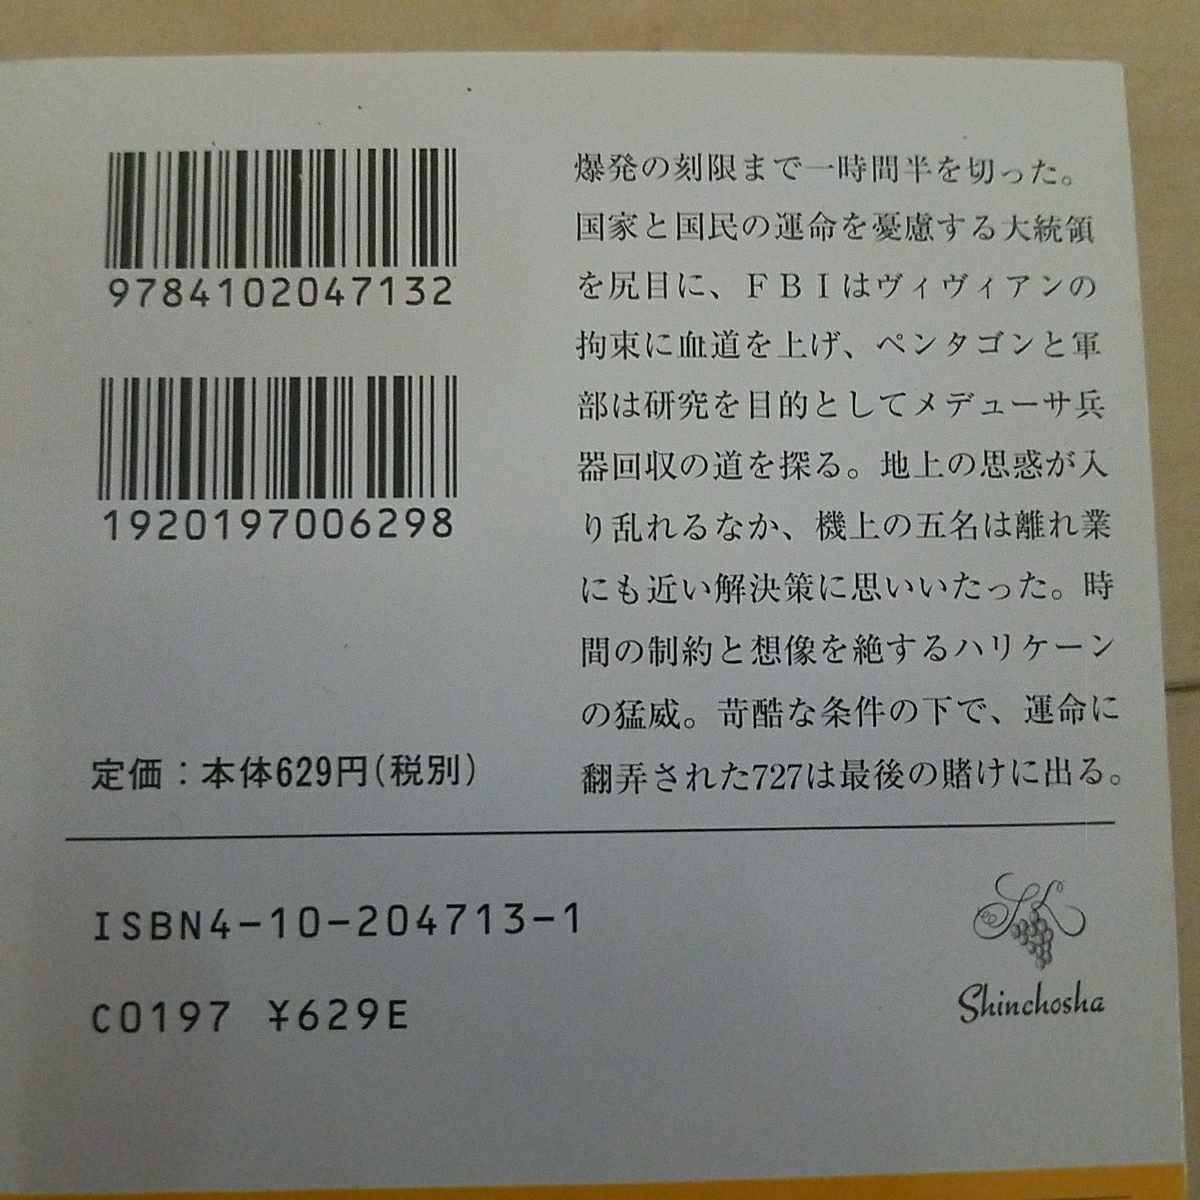 9784102047132
1920197006298
定価：本体629円(税別)
爆発の刻限まで一時間半を切った。
国家と国民の運命を憂慮する大統領
を尻目に、ＦＢＩはヴィヴィアンの
拘束に血道を上げ、ペンタゴンと軍
部は研究を目的としてメデューサ兵
器回収の道を探る。地上の思惑が入
り乱れるなか、機上の五名は離れ業
にも近い解決策に思いいたった。時
間の制約と想像を絶するハリケーン
の猛威。苛酷な条件の下で、運命に
翻弄された727は最後の賭けに出る。
ISBN4-10-204713-1
C0197 ¥629E
Shinchosha